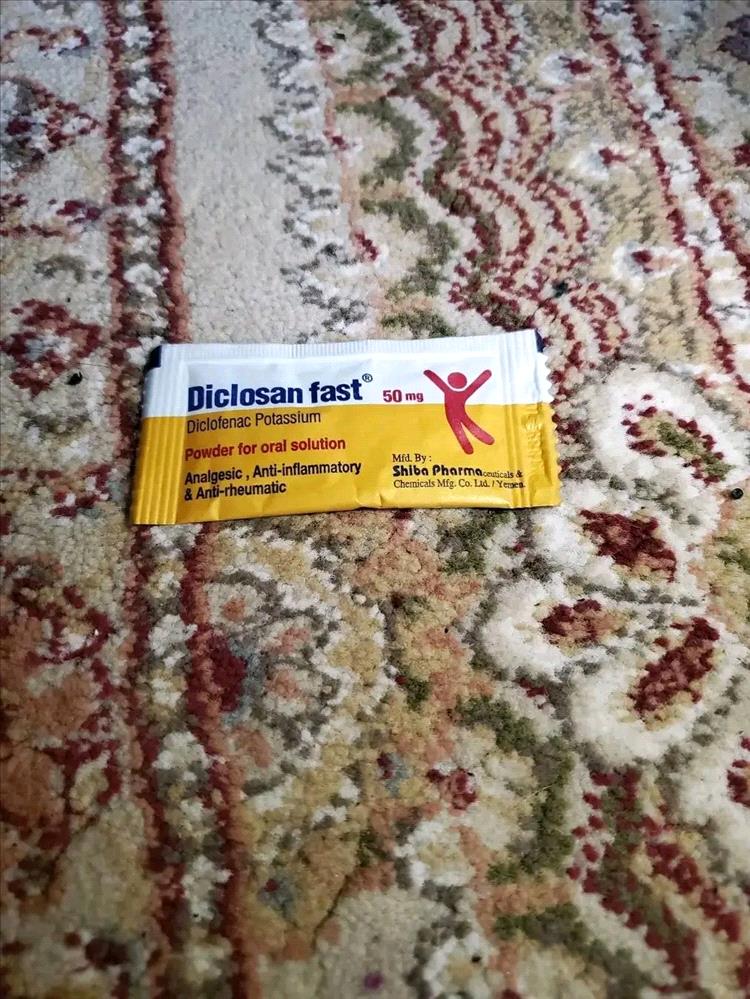 Diclosan fast® 50 mg
Diclofenac Potassium
Powder for oral solution
Analgesic , Anti-inflammatory
& Anti-rheumatic
Mfd. By :
Shiba Pharmaceuticals &
Chemicals Mfg. Co. Ltd. / Yemen.